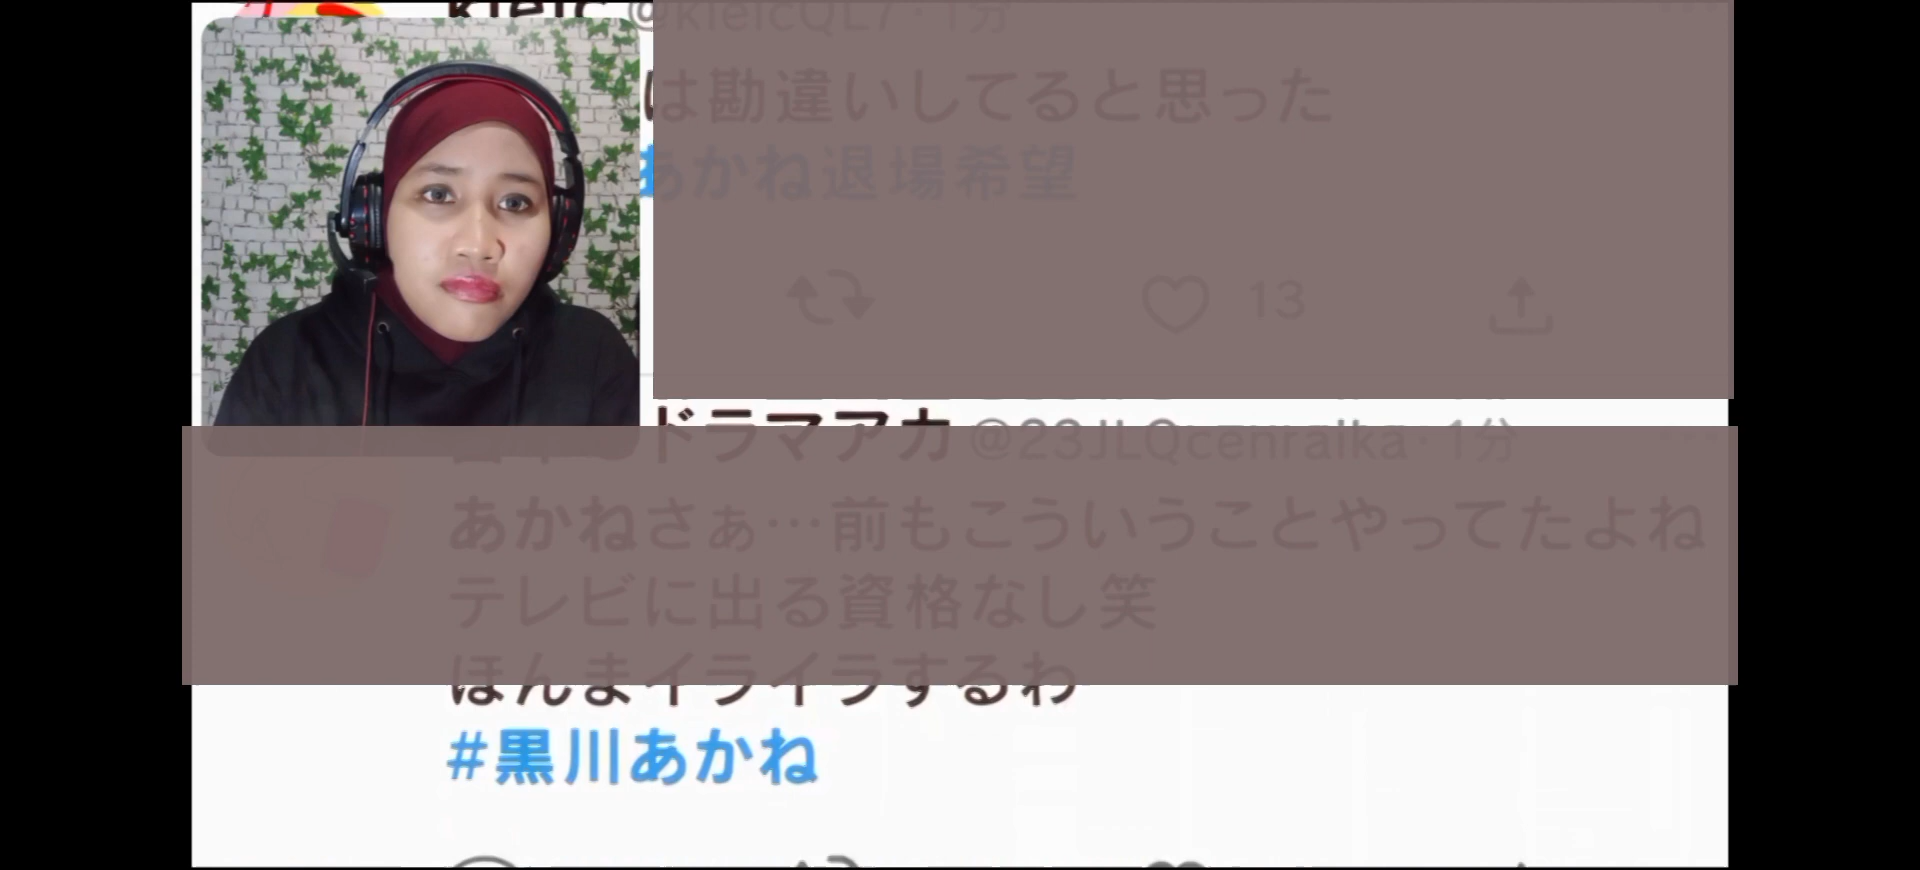 @kieicQL7・1分
は勘違いしてると思った
あかね退場希望
13
ドラマアカ @23JLQcenralka・1分
あかねさぁ…前もこういうことやってたよね
テレビに出る資格なし笑
ほんまイライラするわ
#黒川あかね